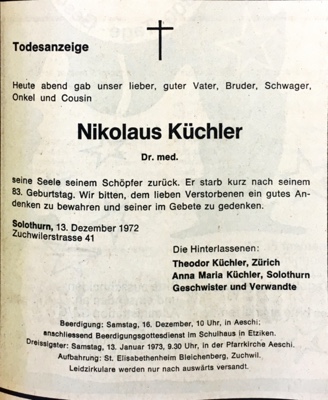 Todesanzeige
Heute abend gab unser lieber, guter Vater, Bruder, Schwager,
Onkel und Cousin
Nikolaus Küchler
Dr. med.
seine Seele seinem Schöpfer zurück. Er starb kurz nach seinem
83. Geburtstag. Wir bitten, dem lieben Verstorbenen ein gutes An-
denken zu bewahren und seiner im Gebete zu gedenken.
Solothurn, 13. Dezember 1972
Zuchwilerstrasse 41
Die Hinterlassenen:
Theodor Küchler, Zürich
Anna Maria Küchler, Solothurn
Geschwister und Verwandte
Beerdigung: Samstag, 16. Dezember, 10 Uhr, in Aeschi;
anschliessend Beerdigungsgottesdienst im Schulhaus in Etziken.
Dreissigster: Samstag, 13. Januar 1973, 9.30 Uhr, in der Pfarrkirche Aeschi.
Aufbahrung: St. Elisabethenheim Bleichenberg, Zuchwil.
Leidzirkulare werden nur nach auswärts versandt.